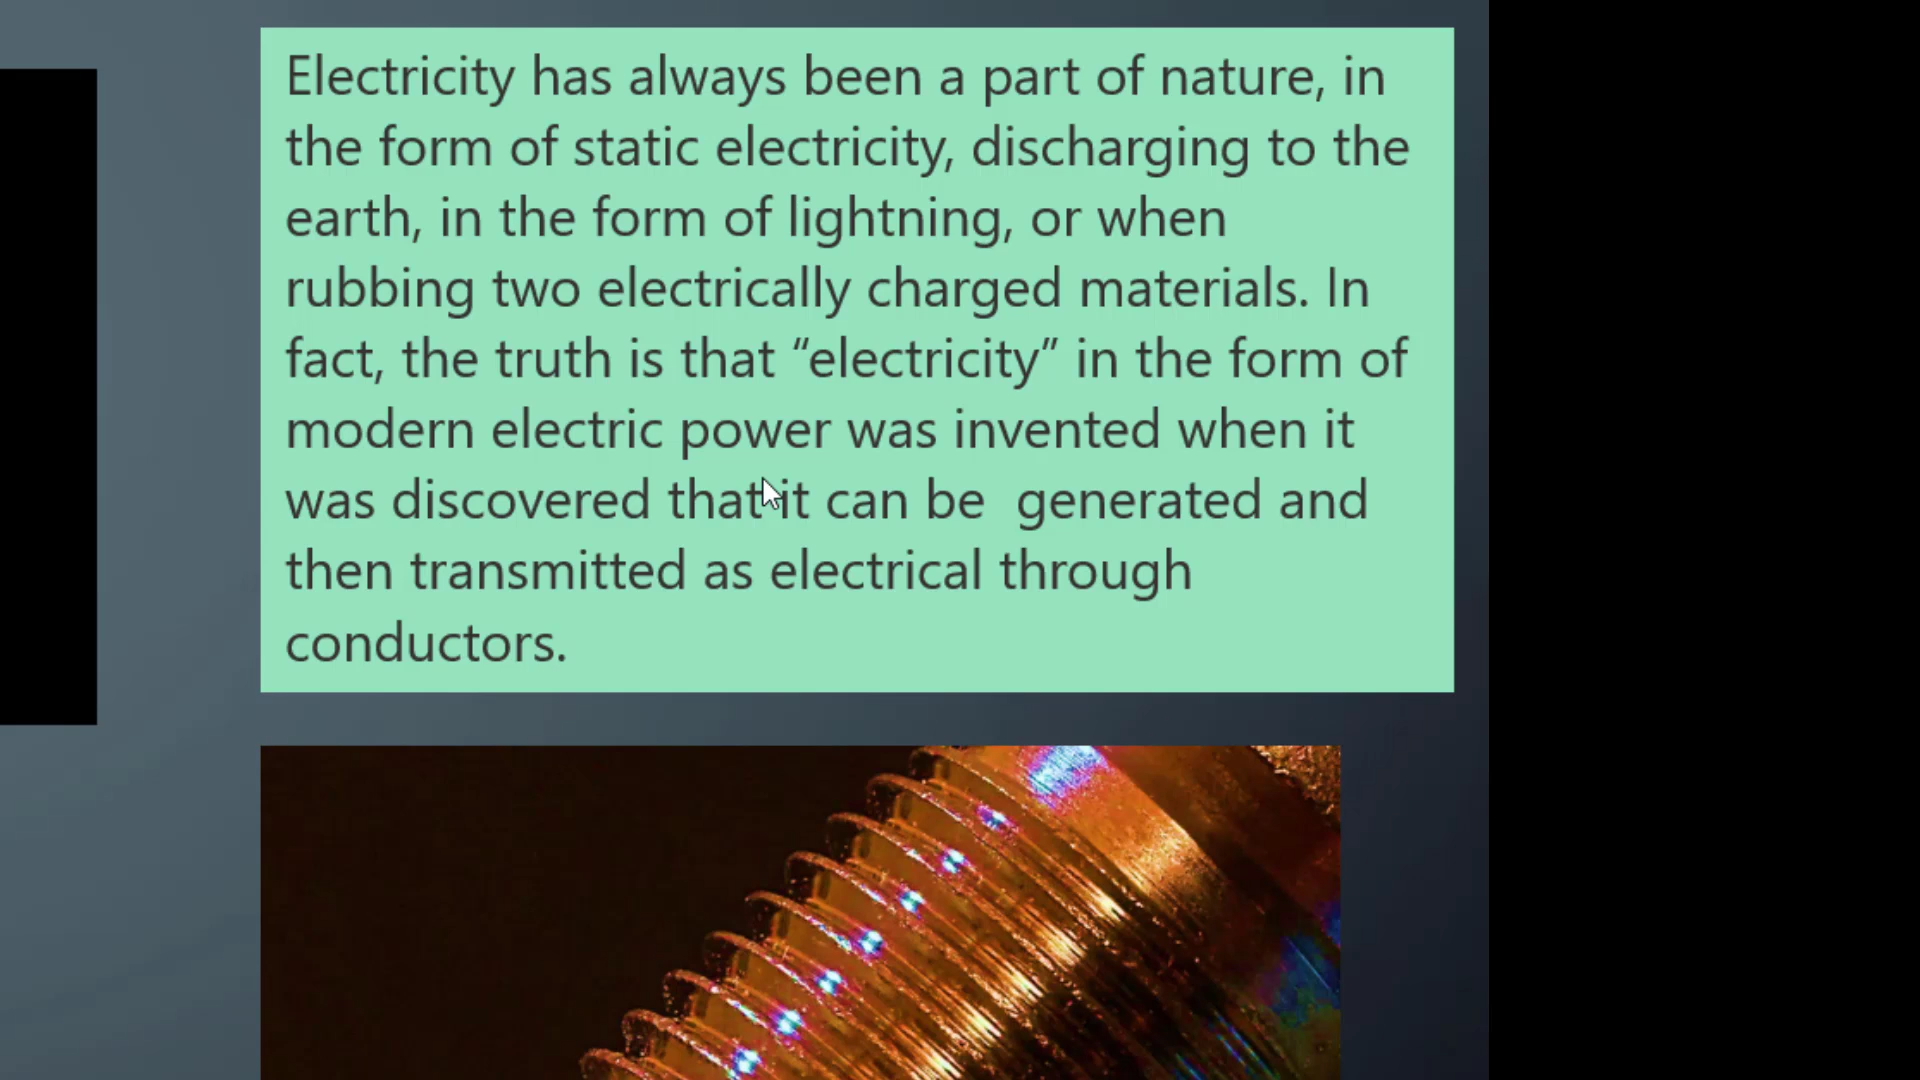 Electricity has always been a part of nature, in
the form of static electricity, discharging to the
earth, in the form of lightning, or when
rubbing two electrically charged materials. In
fact, the truth is that “electricity” in the form of
modern electric power was invented when it
was discovered that it can be  generated and
then transmitted as electrical through
conductors.